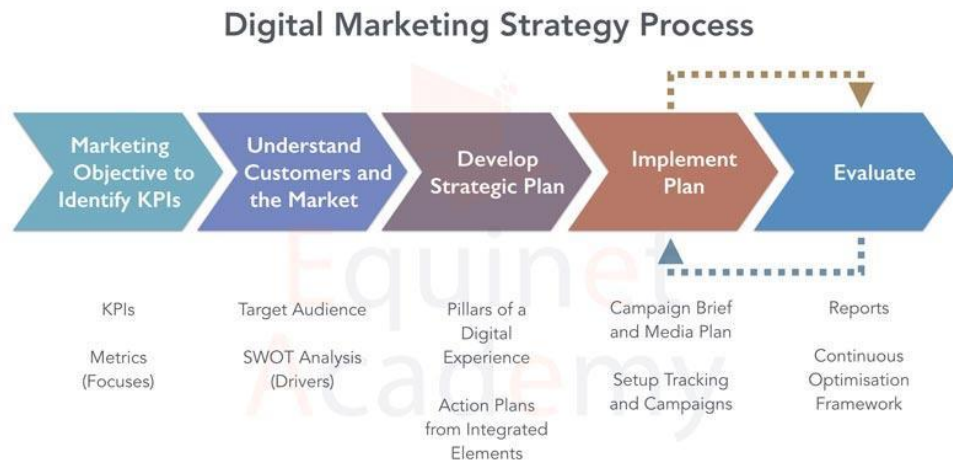 Digital Marketing Strategy Process
Marketing
Objective to
Identify KPIs
Understand
Customers and
the Market
Develop
Strategic Plan
Implement
Plan
Evaluate
KPIs
Metrics
(Focuses)
Target Audience
SWOT Analysis
(Drivers)
Pillars of a
Digital
Experience
Action Plans
from Integrated
Elements
Campaign Brief
and Media Plan
Setup Tracking
and Campaigns
Reports
Continuous
Optimisation
Framework
Equinet
Academy